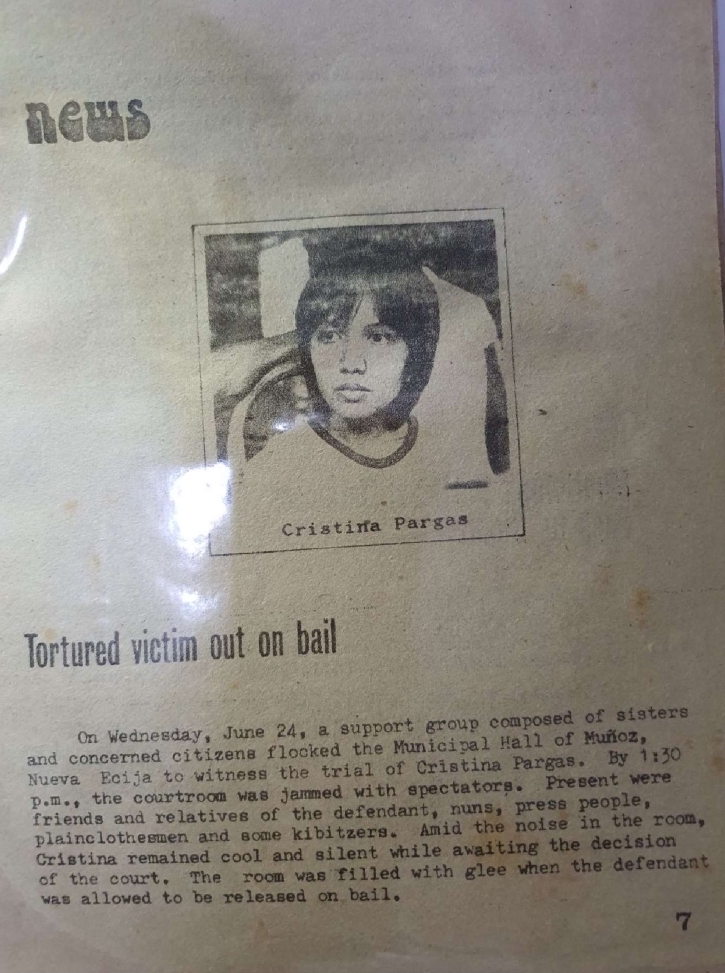 news
Cristina Pargas
Tortured victim out on bail
On Wednesday, June 24, a support group composed of sisters
and concerned citizens flocked the Municipal Hall of Muñoz,
Nueva Ecija to witness the trial of Cristina Pargas. By 1:30
p.m., the courtroom was jammed with spectators. Present were
friends and relatives of the defendant, nuns, press people,
plainclothesmen and some kibitzers. Amid the noise in the room,
Cristina remained cool and silent while awaiting the decision
of the court. The room was filled with glee when the defendant
was allowed to be released on bail.
7